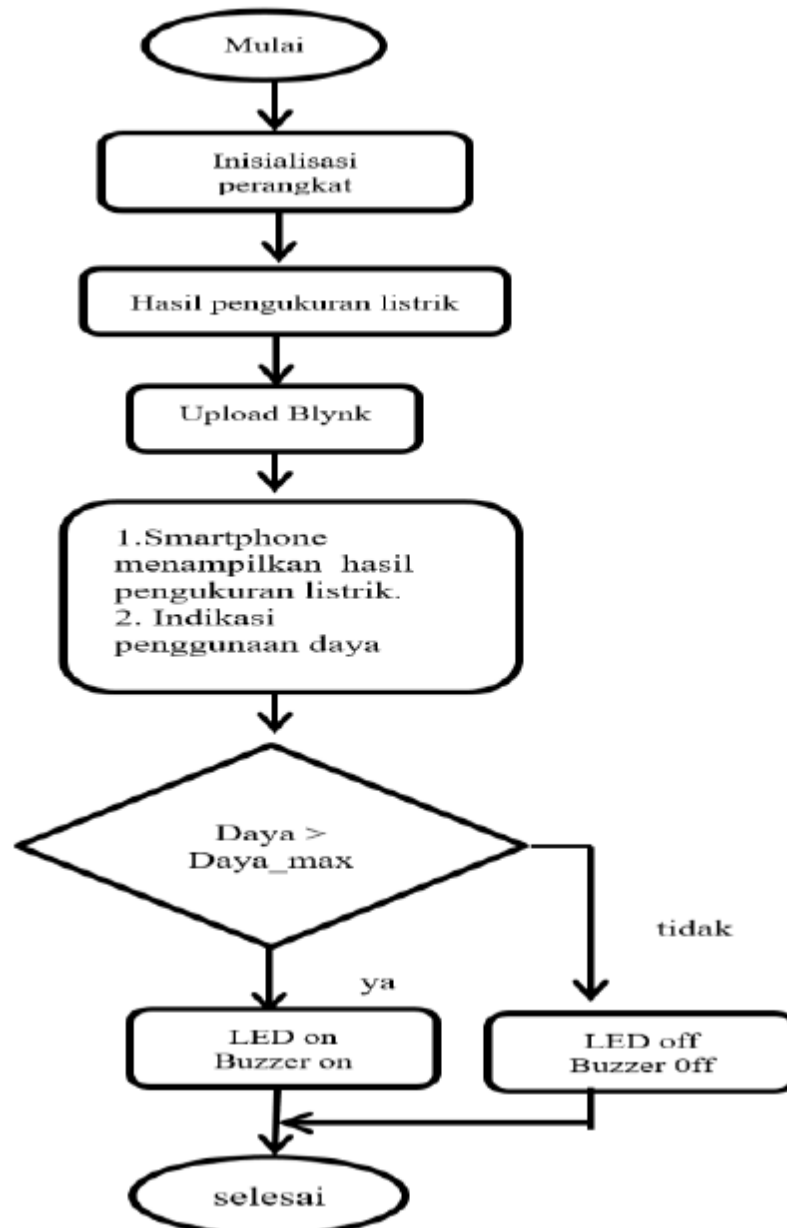 Mulai
Inisialisasi
perangkat
Hasil pengukuran listrik
Upload Blynk
1.Smartphone
menampilkan hasil
pengukuran listrik.
2. Indikasi
penggunaan daya
Daya >
Daya_max
tidak
ya
LED on
Buzzer on
LED off
Buzzer 0ff
selesai